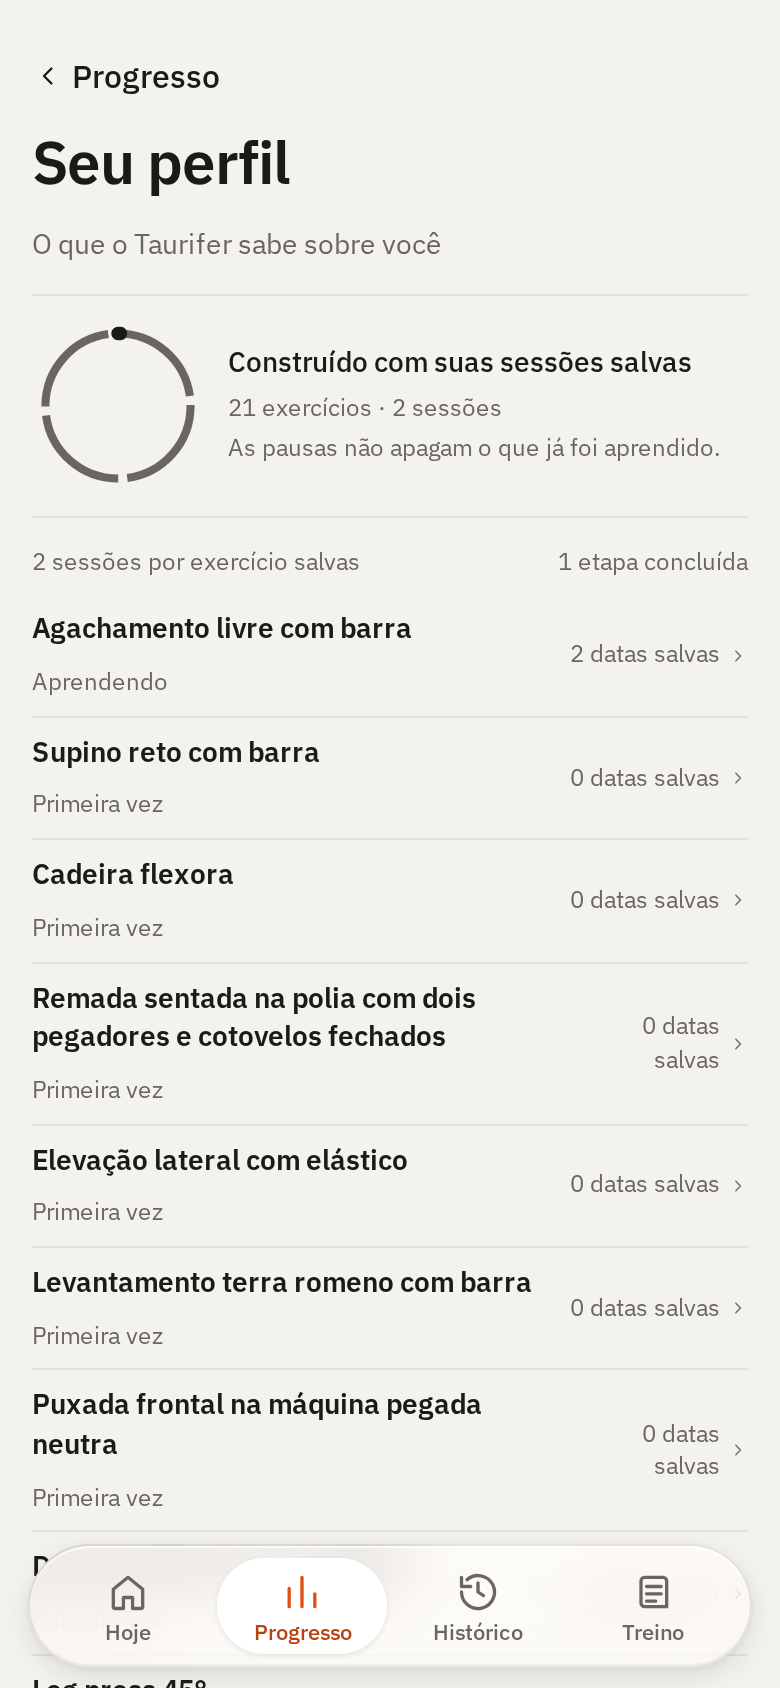 Progresso
Seu perfil
O que o Taurifer sabe sobre você
Construído com suas sessões salvas
21 exercícios · 2 sessões
As pausas não apagam o que já foi aprendido.
2 sessões por exercício salvas
1 etapa concluída
Agachamento livre com barra
Aprendendo
2 datas salvas
Supino reto com barra
Primeira vez
0 datas salvas
Cadeira flexora
Primeira vez
0 datas salvas
Remada sentada na polia com dois
pegadores e cotovelos fechados
Primeira vez
0 datas
salvas
Elevação lateral com elástico
Primeira vez
0 datas salvas
Levantamento terra romeno com barra
Primeira vez
0 datas salvas
Puxada frontal na máquina pegada
neutra
Primeira vez
0 datas
salvas
Hoje
Progresso
Histórico
Treino
Leg press 45º